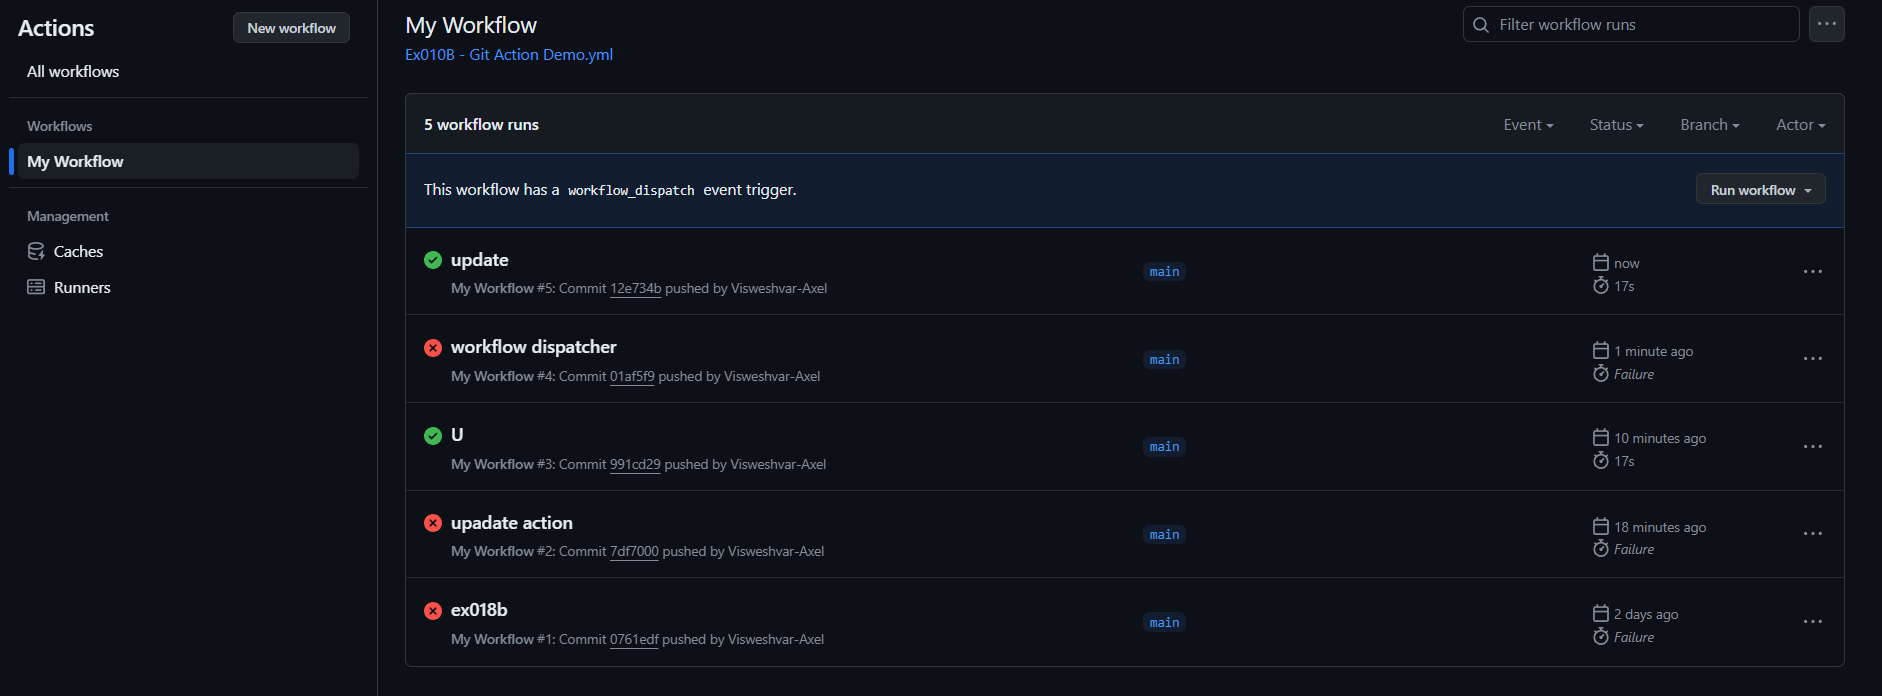 Actions
New workflow
All workflows
Workflows
My Workflow
Management
Caches
Runners
My Workflow
Ex010B - Git Action Demo.yml
Filter workflow runs
5 workflow runs
Event
Status
Branch
Actor
This workflow has a workflow_dispatch event trigger.
Run workflow
update
My Workflow #5: Commit 12e734b pushed by Visweshvar-Axel
main
now
17s
workflow dispatcher
My Workflow #4: Commit 01af5f9 pushed by Visweshvar-Axel
main
1 minute ago
Failure
U
My Workflow #3: Commit 991cd29 pushed by Visweshvar-Axel
main
10 minutes ago
17s
upadate action
My Workflow #2: Commit 7df7000 pushed by Visweshvar-Axel
main
18 minutes ago
Failure
ex018b
My Workflow #1: Commit 0761edf pushed by Visweshvar-Axel
main
2 days ago
Failure